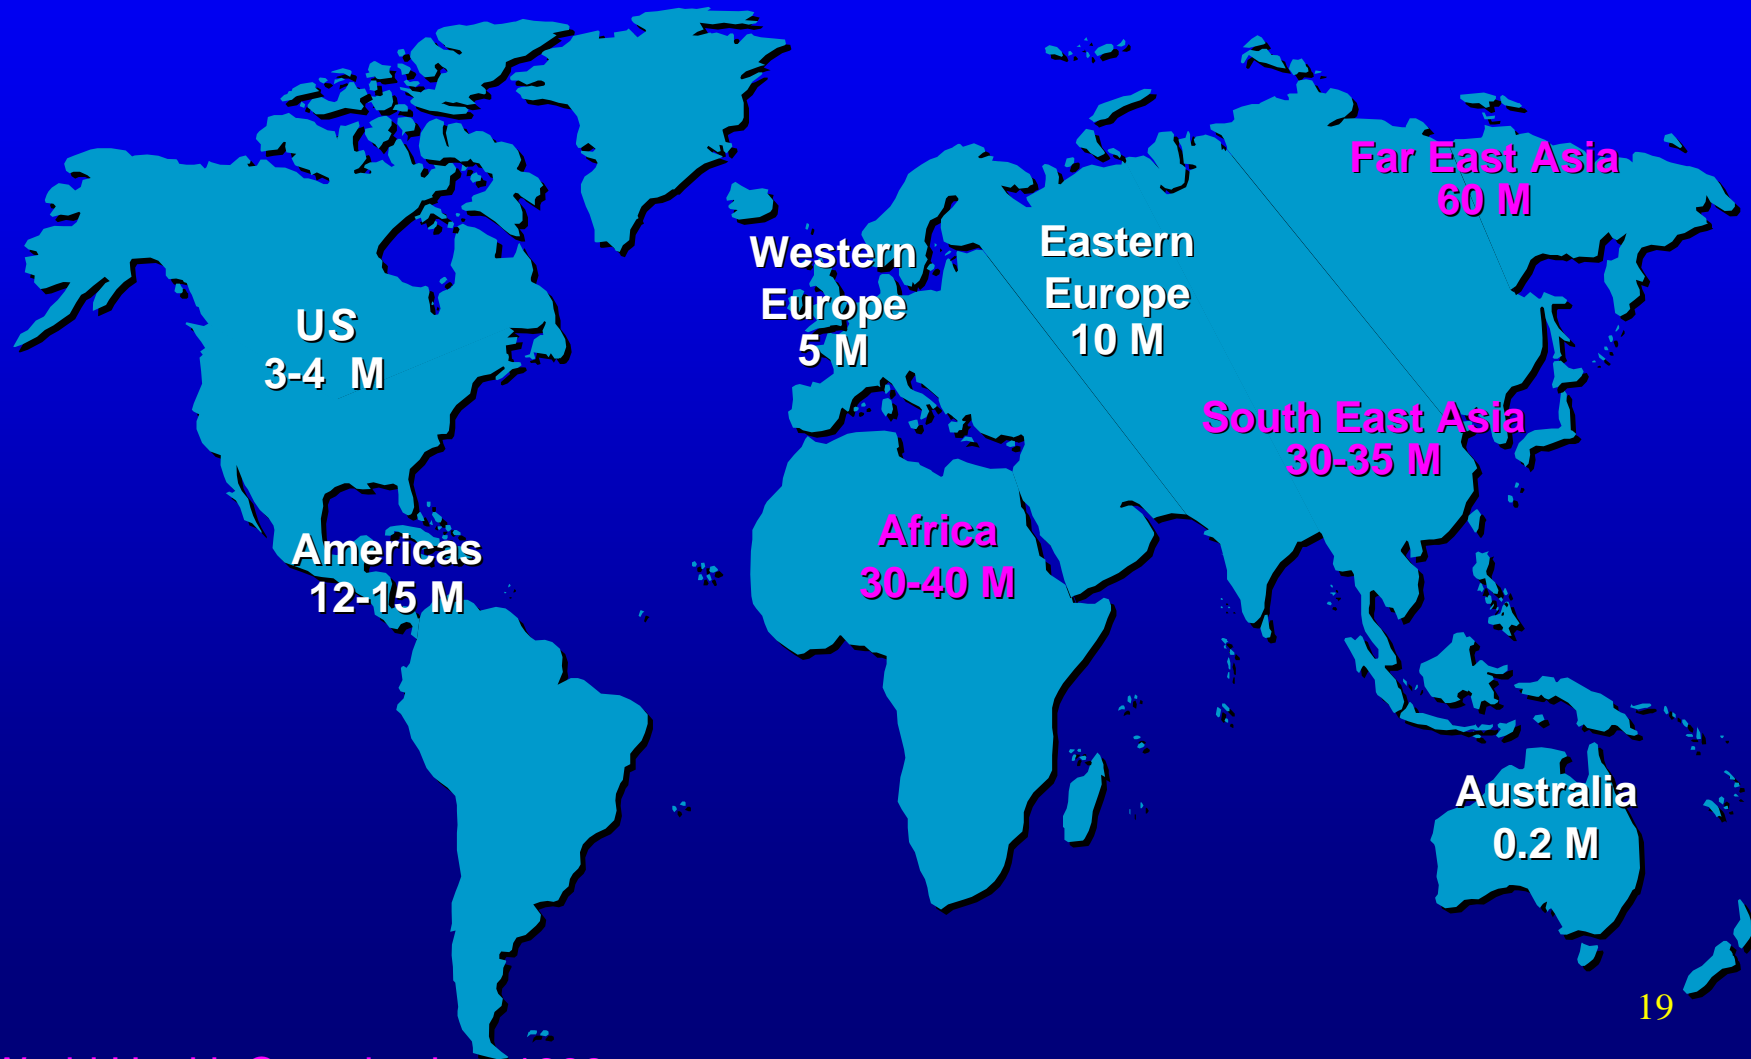 Far East Asia
60 M
Western
Europe
5 M
Eastern
Europe
10 M
US
3-4 M
South East Asia
30-35 M
Americas
12-15 M
Africa
30-40 M
Australia
0.2 M
19